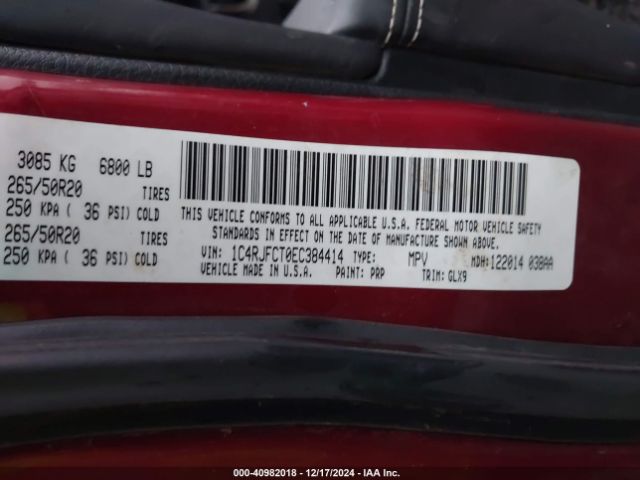 3085 KG 6800 LB
265/50R20 TIRES
250 KPA ( 36 PSI) COLD
265/50R20 TIRES
250 KPA ( 36 PSI) COLD
THIS VEHICLE CONFORMS TO ALL APPLICABLE U.S.A. FEDERAL MOTOR VEHICLE SAFETY
STANDARDS IN EFFECT ON THE DATE OF MANUFACTURE SHOWN ABOVE.
VIN: 1C4RJFCT0EC384414 TYPE: MPV MDH:122014 038AA
VEHICLE MADE IN U.S.A. PAINT: PRP TRIM: GLX9
000-40982018 - 12/17/2024 - IAAI.CA